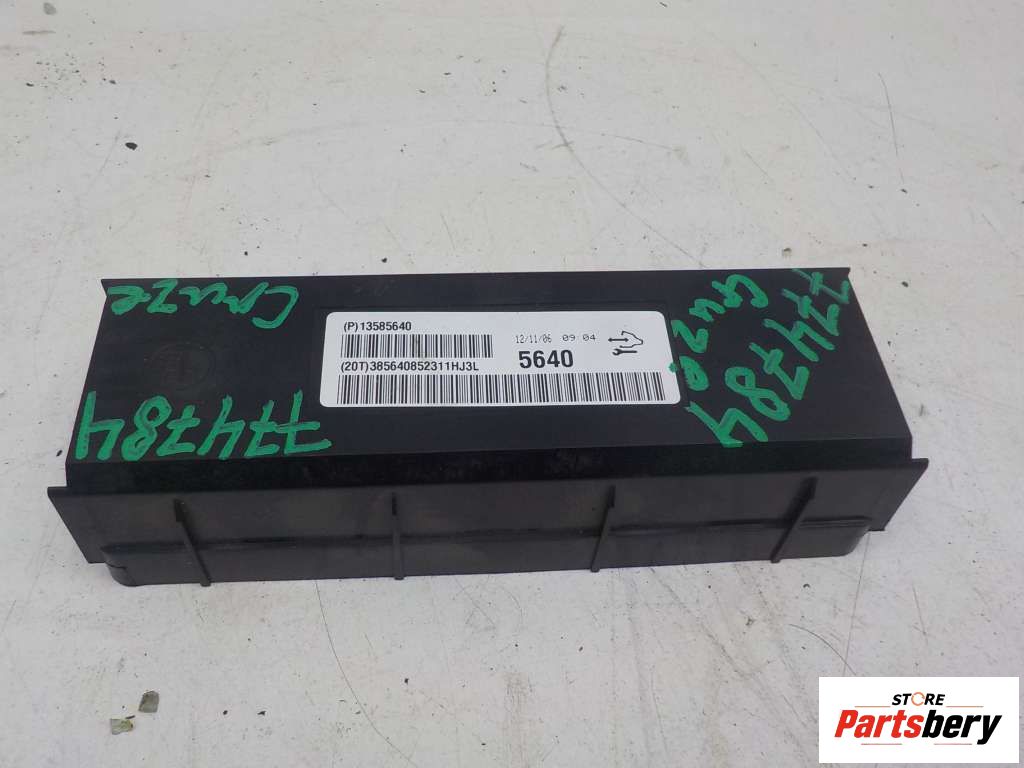 Cruze
774784
(P)13585640
12/11/06 09:04
(20T)385640852311HJ3L
5640
Cruze
774784
STORE
Partsbery